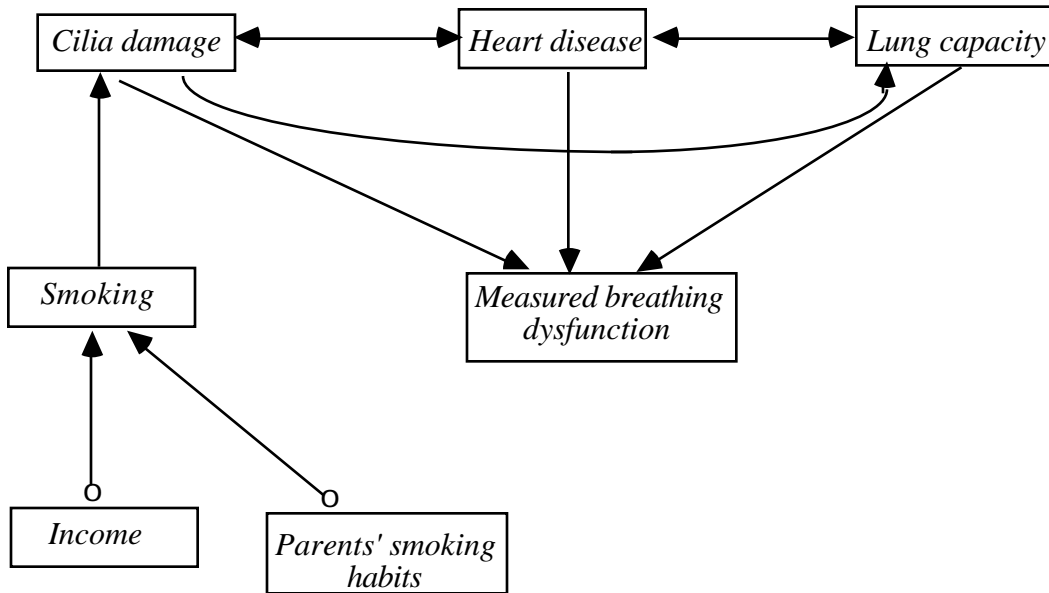 Cilia damage
Heart disease
Lung capacity
Smoking
Measured breathing
dysfunction
o
o
Income
Parents' smoking
habits